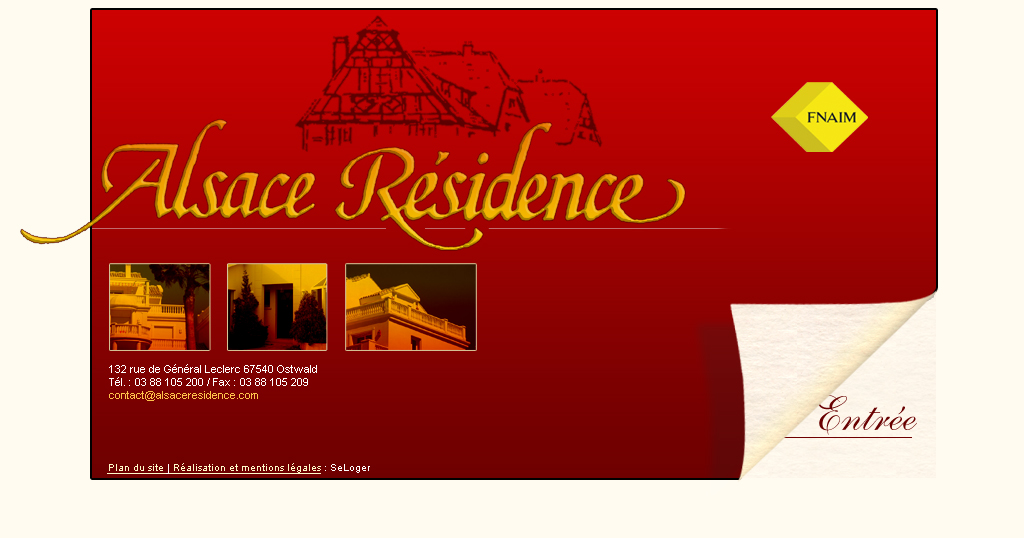 FNAIM
Alsace Résidence
132 rue de Général Leclerc 67540 Ostwald
Tél. : 03 88 105 200 / Fax : 03 88 105 209
contact@alsaceresidence.com
Entrée
Plan du site | Réalisation et mentions légales : SeLoger